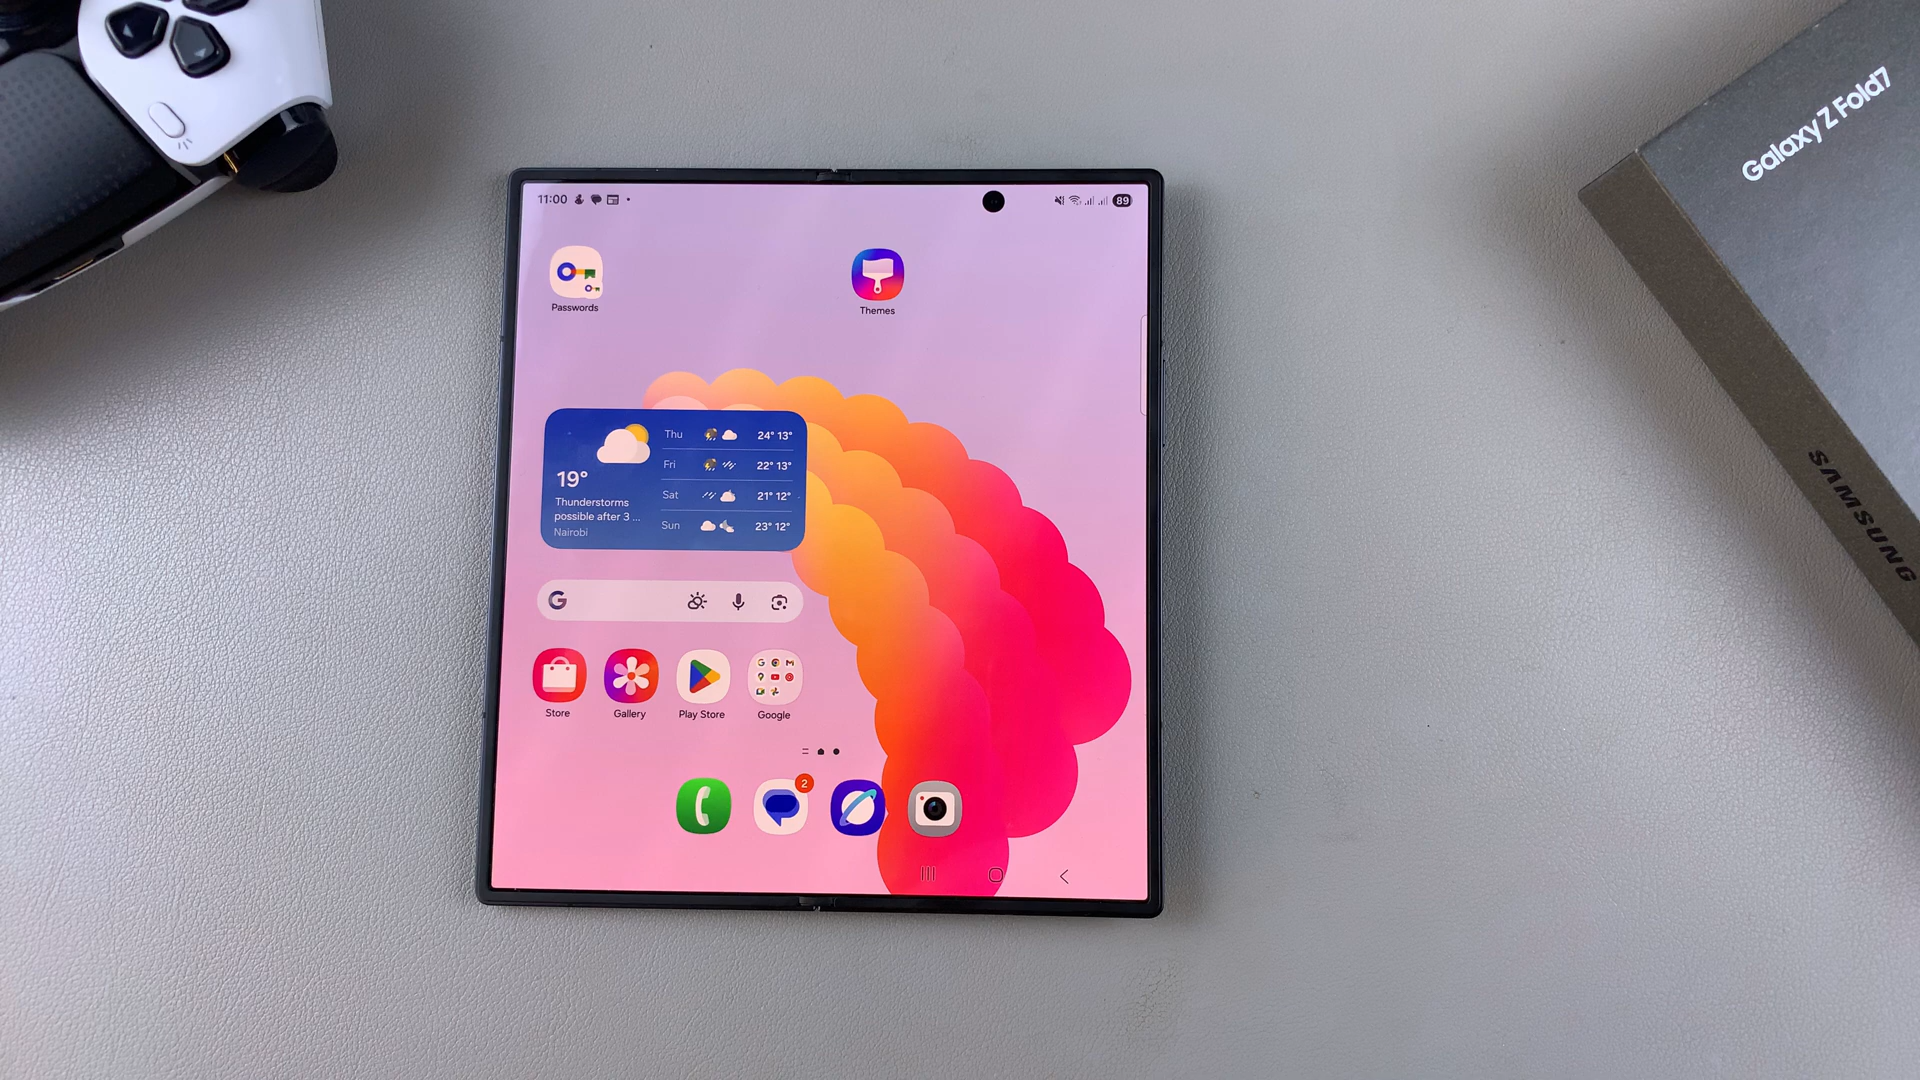 Galaxy Z Fold7
SAMSUNG
11:00
89
Passwords
Themes
19°
Thunderstorms
possible after 3 ...
Nairobi
Thu 24° 13°
Fri 22° 13°
Sat 21° 12°
Sun 23° 12°
Store
Gallery
Play Store
Google
2